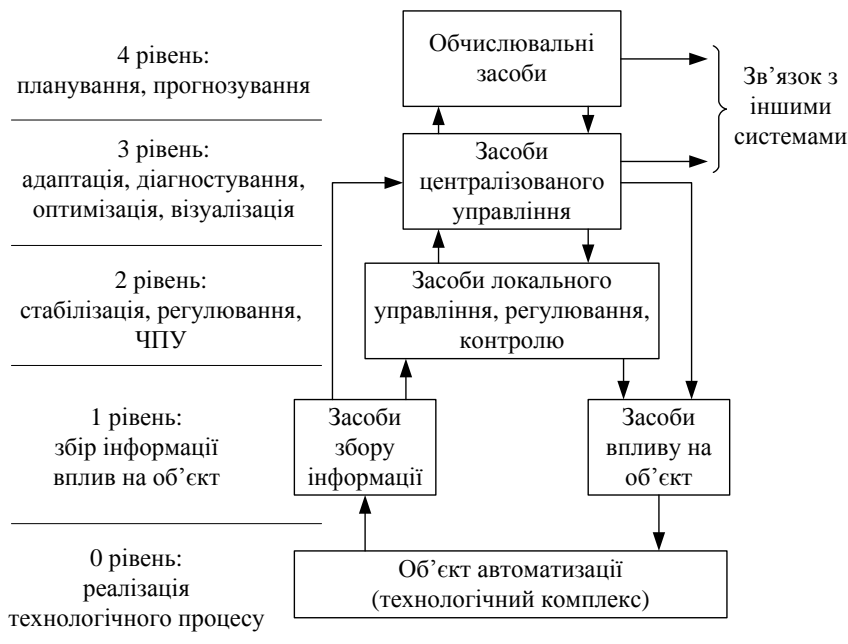 4 рівень:
планування, прогнозування
Обчислювальні
засоби
Зв’язок з
іншими
системами
3 рівень:
адаптація, діагностування,
оптимізація, візуалізація
Засоби
централізованого
управління
2 рівень:
стабілізація, регулювання,
ЧПУ
Засоби локального
управління, регулювання,
контролю
1 рівень:
збір інформації
вплив на об’єкт
Засоби
збору
інформації
Засоби
впливу на
об’єкт
0 рівень:
реалізація
технологічного процесу
Об’єкт автоматизації
(технологічний комплекс)